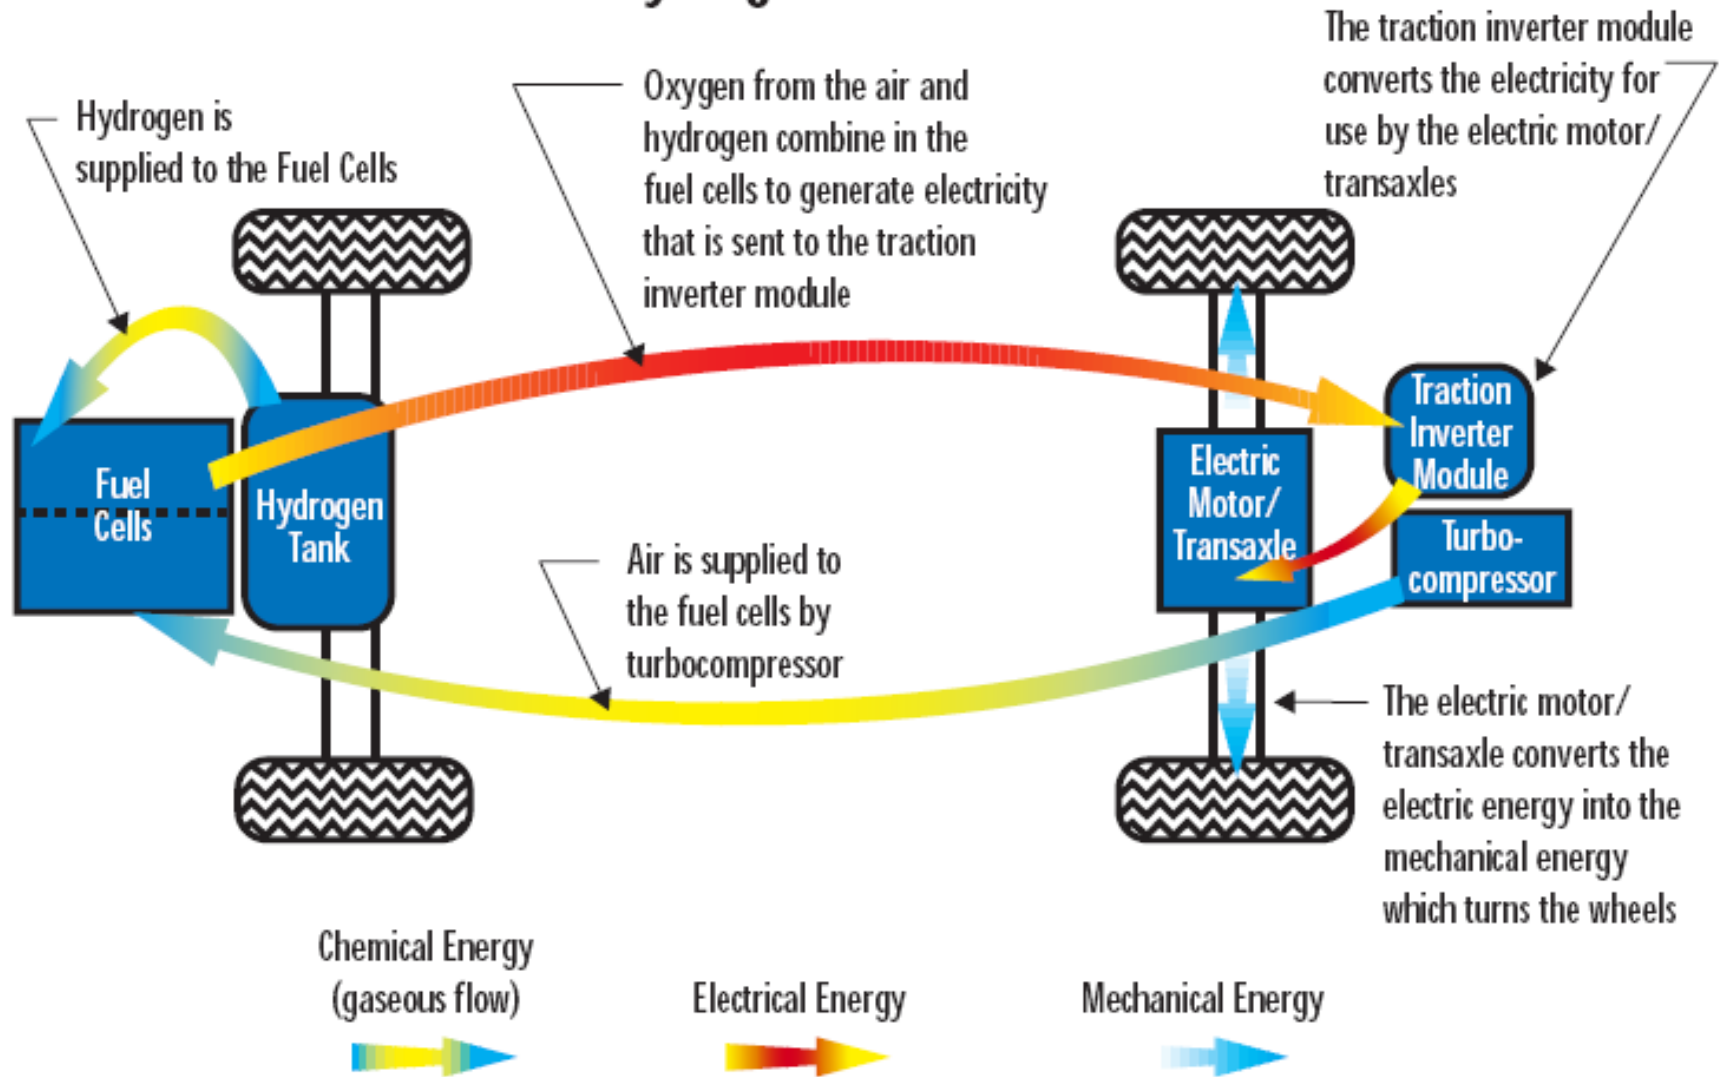 The traction inverter module
converts the electricity for
use by the electric motor/
transaxles
Oxygen from the air and
hydrogen combine in the
fuel cells to generate electricity
that is sent to the traction
inverter module
Hydrogen is
supplied to the Fuel Cells
Fuel
Cells
Hydrogen
Tank
Electric
Motor/
Transaxle
Traction
Inverter
Module
Turbo-
compressor
Air is supplied to
the fuel cells by
turbocompressor
The electric motor/
transaxle converts the
electric energy into the
mechanical energy
which turns the wheels
Chemical Energy
(gaseous flow)
Electrical Energy
Mechanical Energy